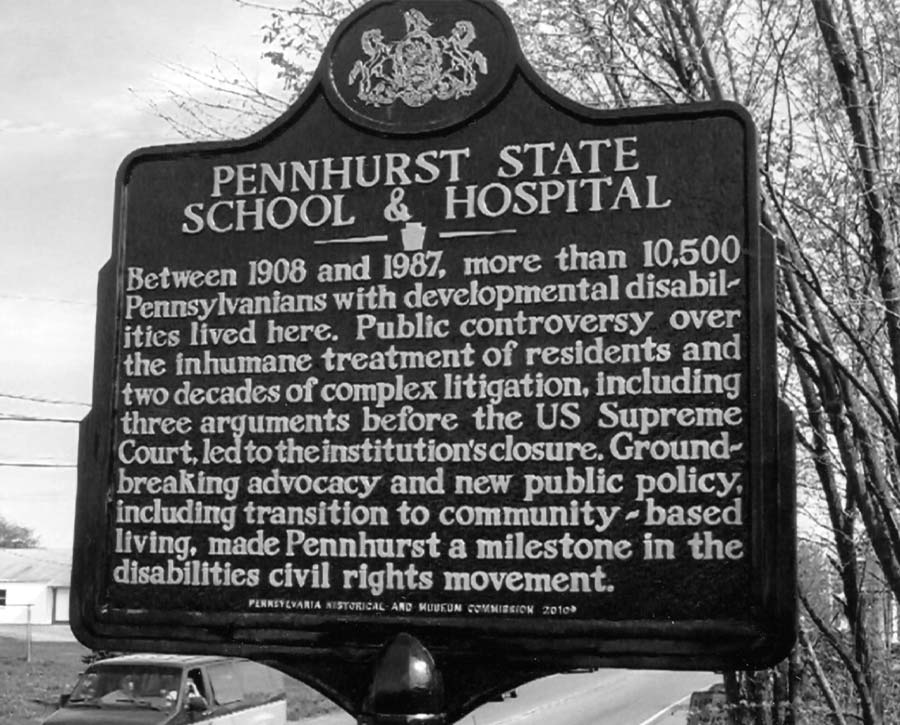 PENNHURST STATE
SCHOOL & HOSPITAL
Between 1908 and 1987, more than 10,500
Pennsylvanians with developmental disabil-
ities lived here. Public controversy over
the inhumane treatment of residents and
two decades of complex litigation, including
three arguments before the US Supreme
Court, led to the institution's closure. Ground-
breaking advocacy and new public policy,
including transition to community-based
living, made Pennhurst a milestone in the
disabilities civil rights movement.
PENNSYLVANIA HISTORICAL AND MUSEUM COMMISSION 2010